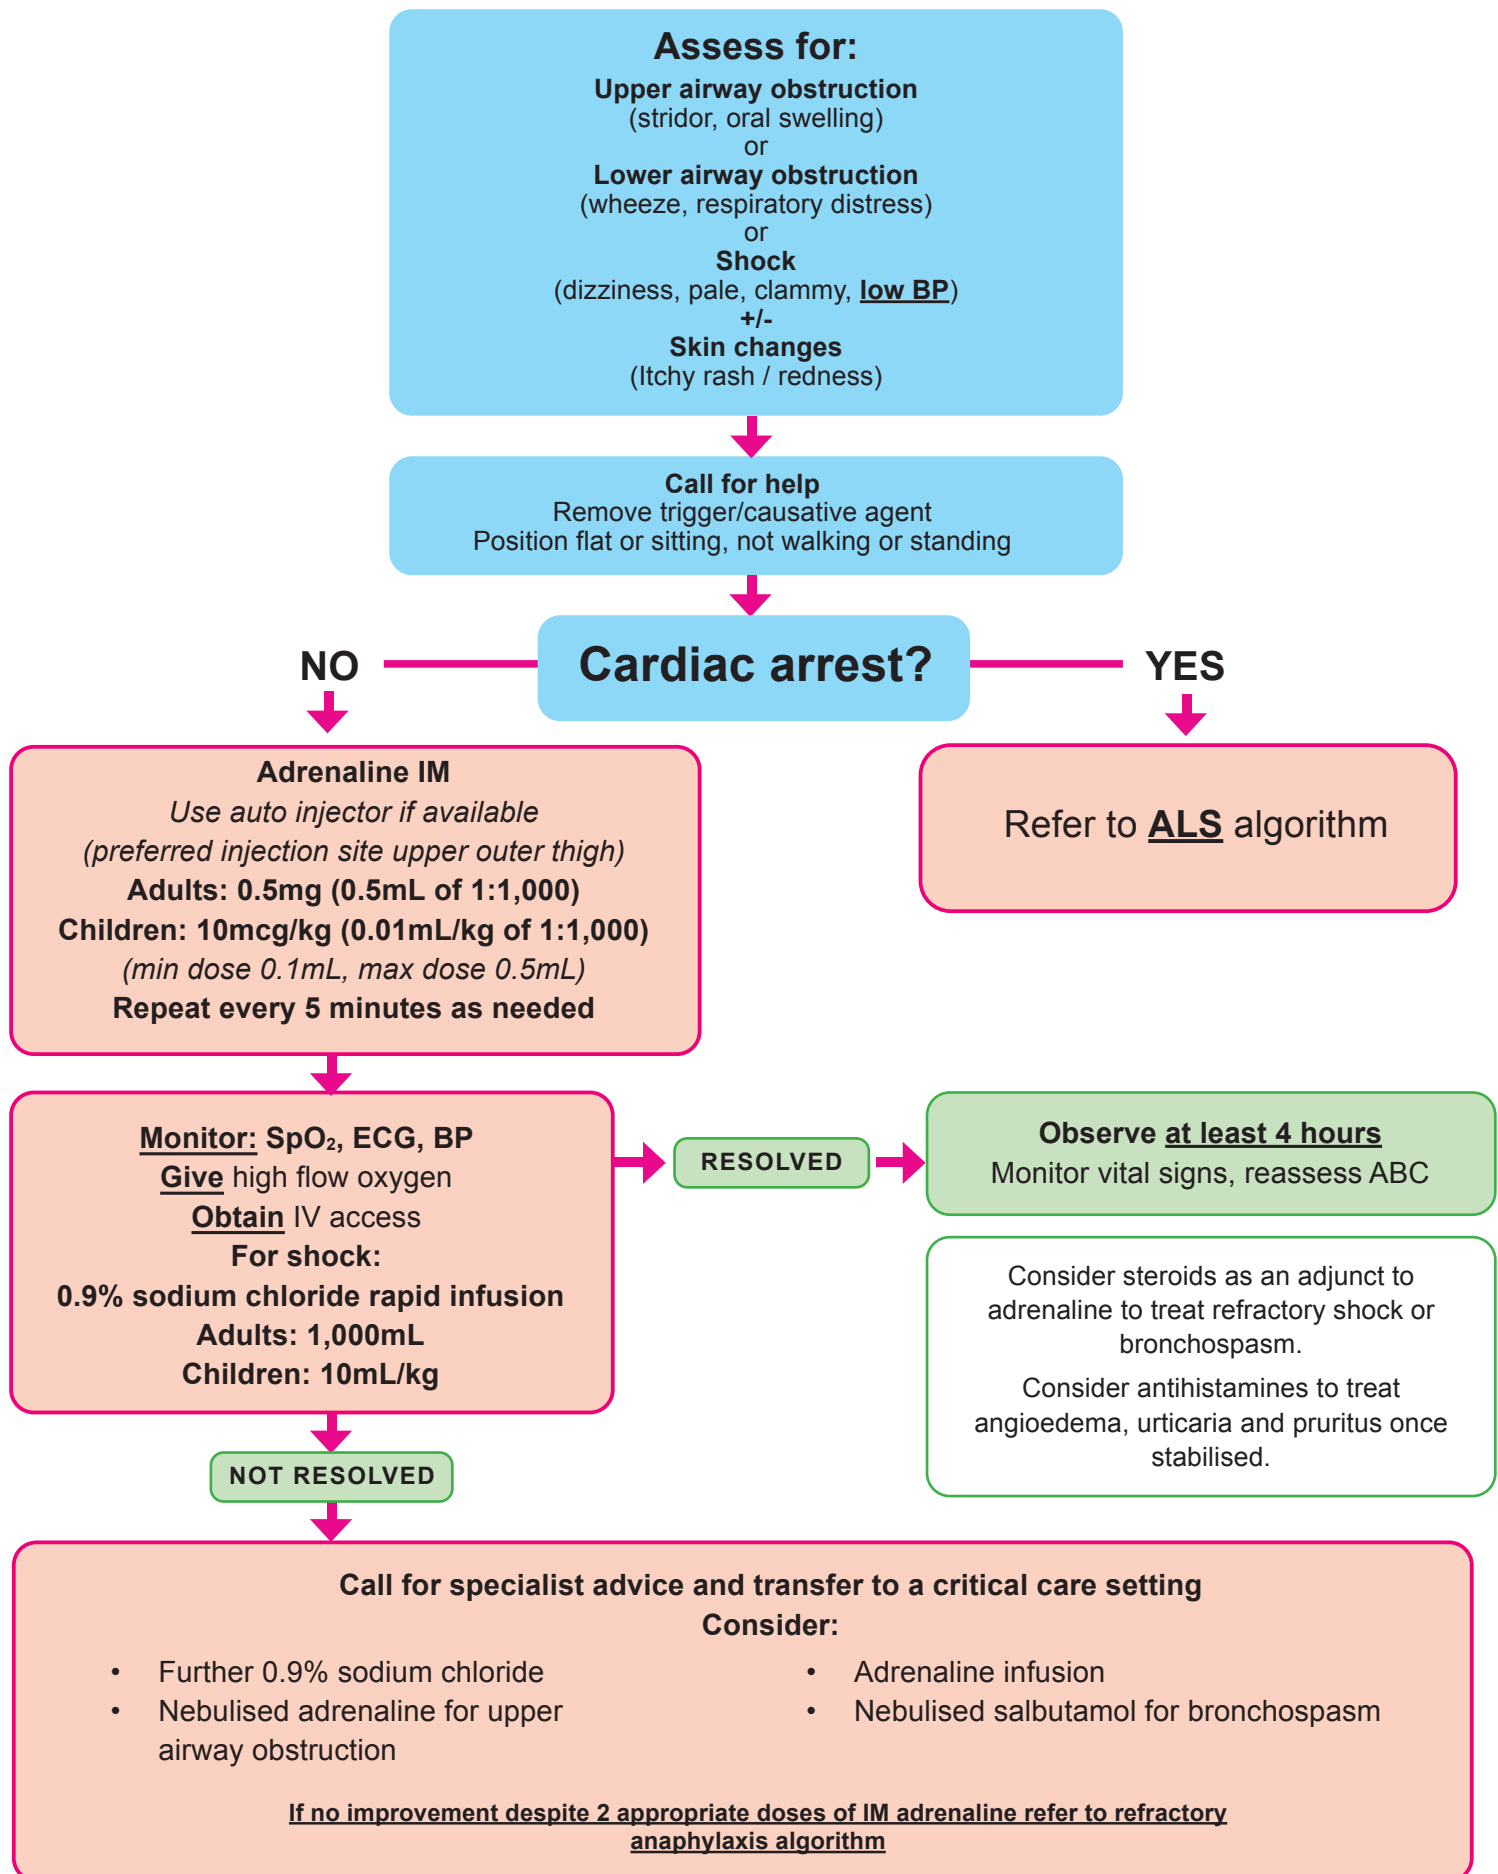 Assess for:
Upper airway obstruction
(stridor, oral swelling)
or
Lower airway obstruction
(wheeze, respiratory distress)
or
Shock
(dizziness, pale, clammy, low BP)
+/-
Skin changes
(Itchy rash / redness)
Call for help
Remove trigger/causative agent
Position flat or sitting, not walking or standing
Cardiac arrest?
NO
YES
Adrenaline IM
Use auto injector if available
(preferred injection site upper outer thigh)
Adults: 0.5mg (0.5mL of 1:1,000)
Children: 10mcg/kg (0.01mL/kg of 1:1,000)
(min dose 0.1mL, max dose 0.5mL)
Repeat every 5 minutes as needed
Refer to ALS algorithm
Monitor: SpO₂, ECG, BP
Give high flow oxygen
Obtain IV access
For shock:
0.9% sodium chloride rapid infusion
Adults: 1,000mL
Children: 10mL/kg
RESOLVED
Observe at least 4 hours
Monitor vital signs, reassess ABC
Consider steroids as an adjunct to
adrenaline to treat refractory shock or
bronchospasm.
Consider antihistamines to treat
angioedema, urticaria and pruritus once
stabilised.
NOT RESOLVED
Call for specialist advice and transfer to a critical care setting
Consider:
• Further 0.9% sodium chloride
• Nebulised adrenaline for upper
airway obstruction
• Adrenaline infusion
• Nebulised salbutamol for bronchospasm
If no improvement despite 2 appropriate doses of IM adrenaline refer to refractory
anaphylaxis algorithm